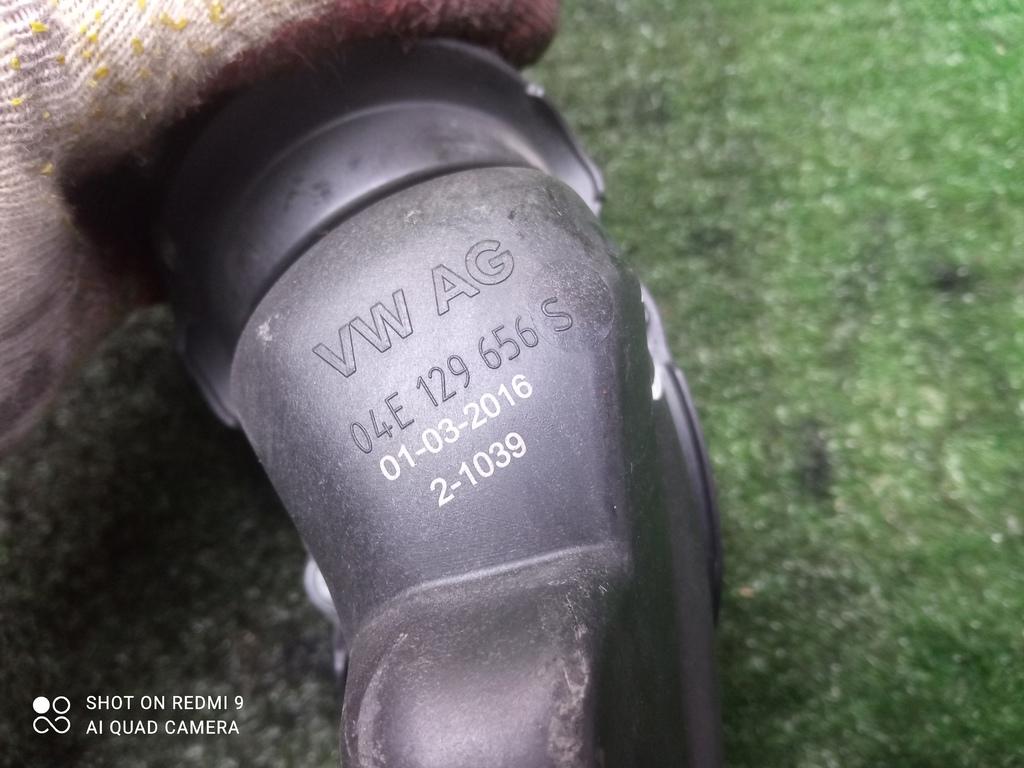 VW AG
04E 129 656 S
01-03-2016
2-1039
SHOT ON REDMI 9
AI QUAD CAMERA